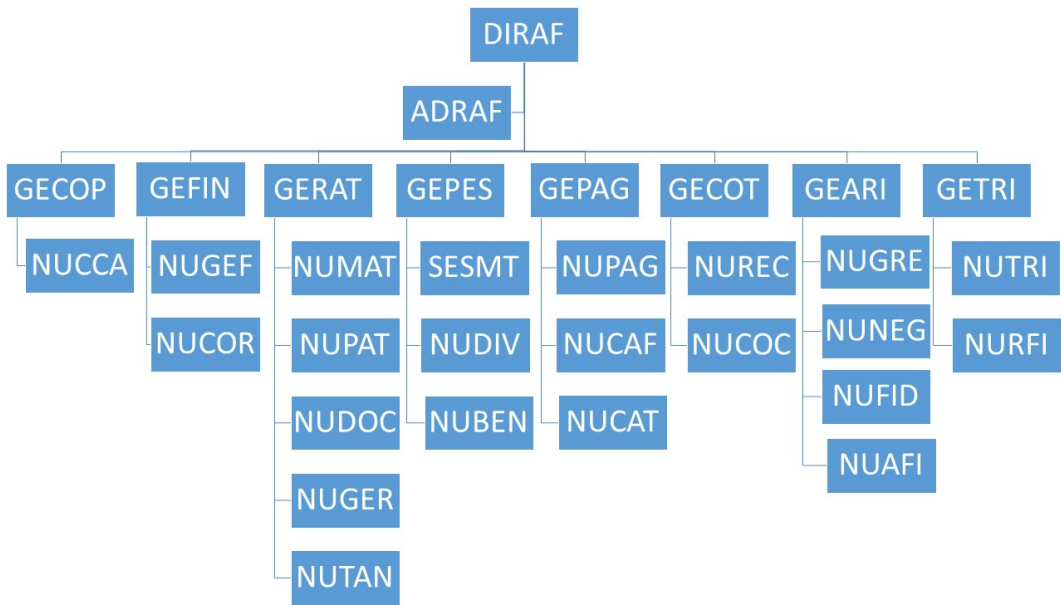 DIRAF
ADRAF
GECOP
GEFIN
GERAT
GEPES
GEPAG
GECOT
GEARI
GETRI
NUCCA
NUGEF
NUCOR
NUMAT
NUPAT
NUDOC
NUGER
NUTAN
SESMT
NUDIV
NUBEN
NUPAG
NUCAF
NUCAT
NUREC
NUCOC
NUGRE
NUNEG
NUFID
NUAFI
NUTRI
NURFI